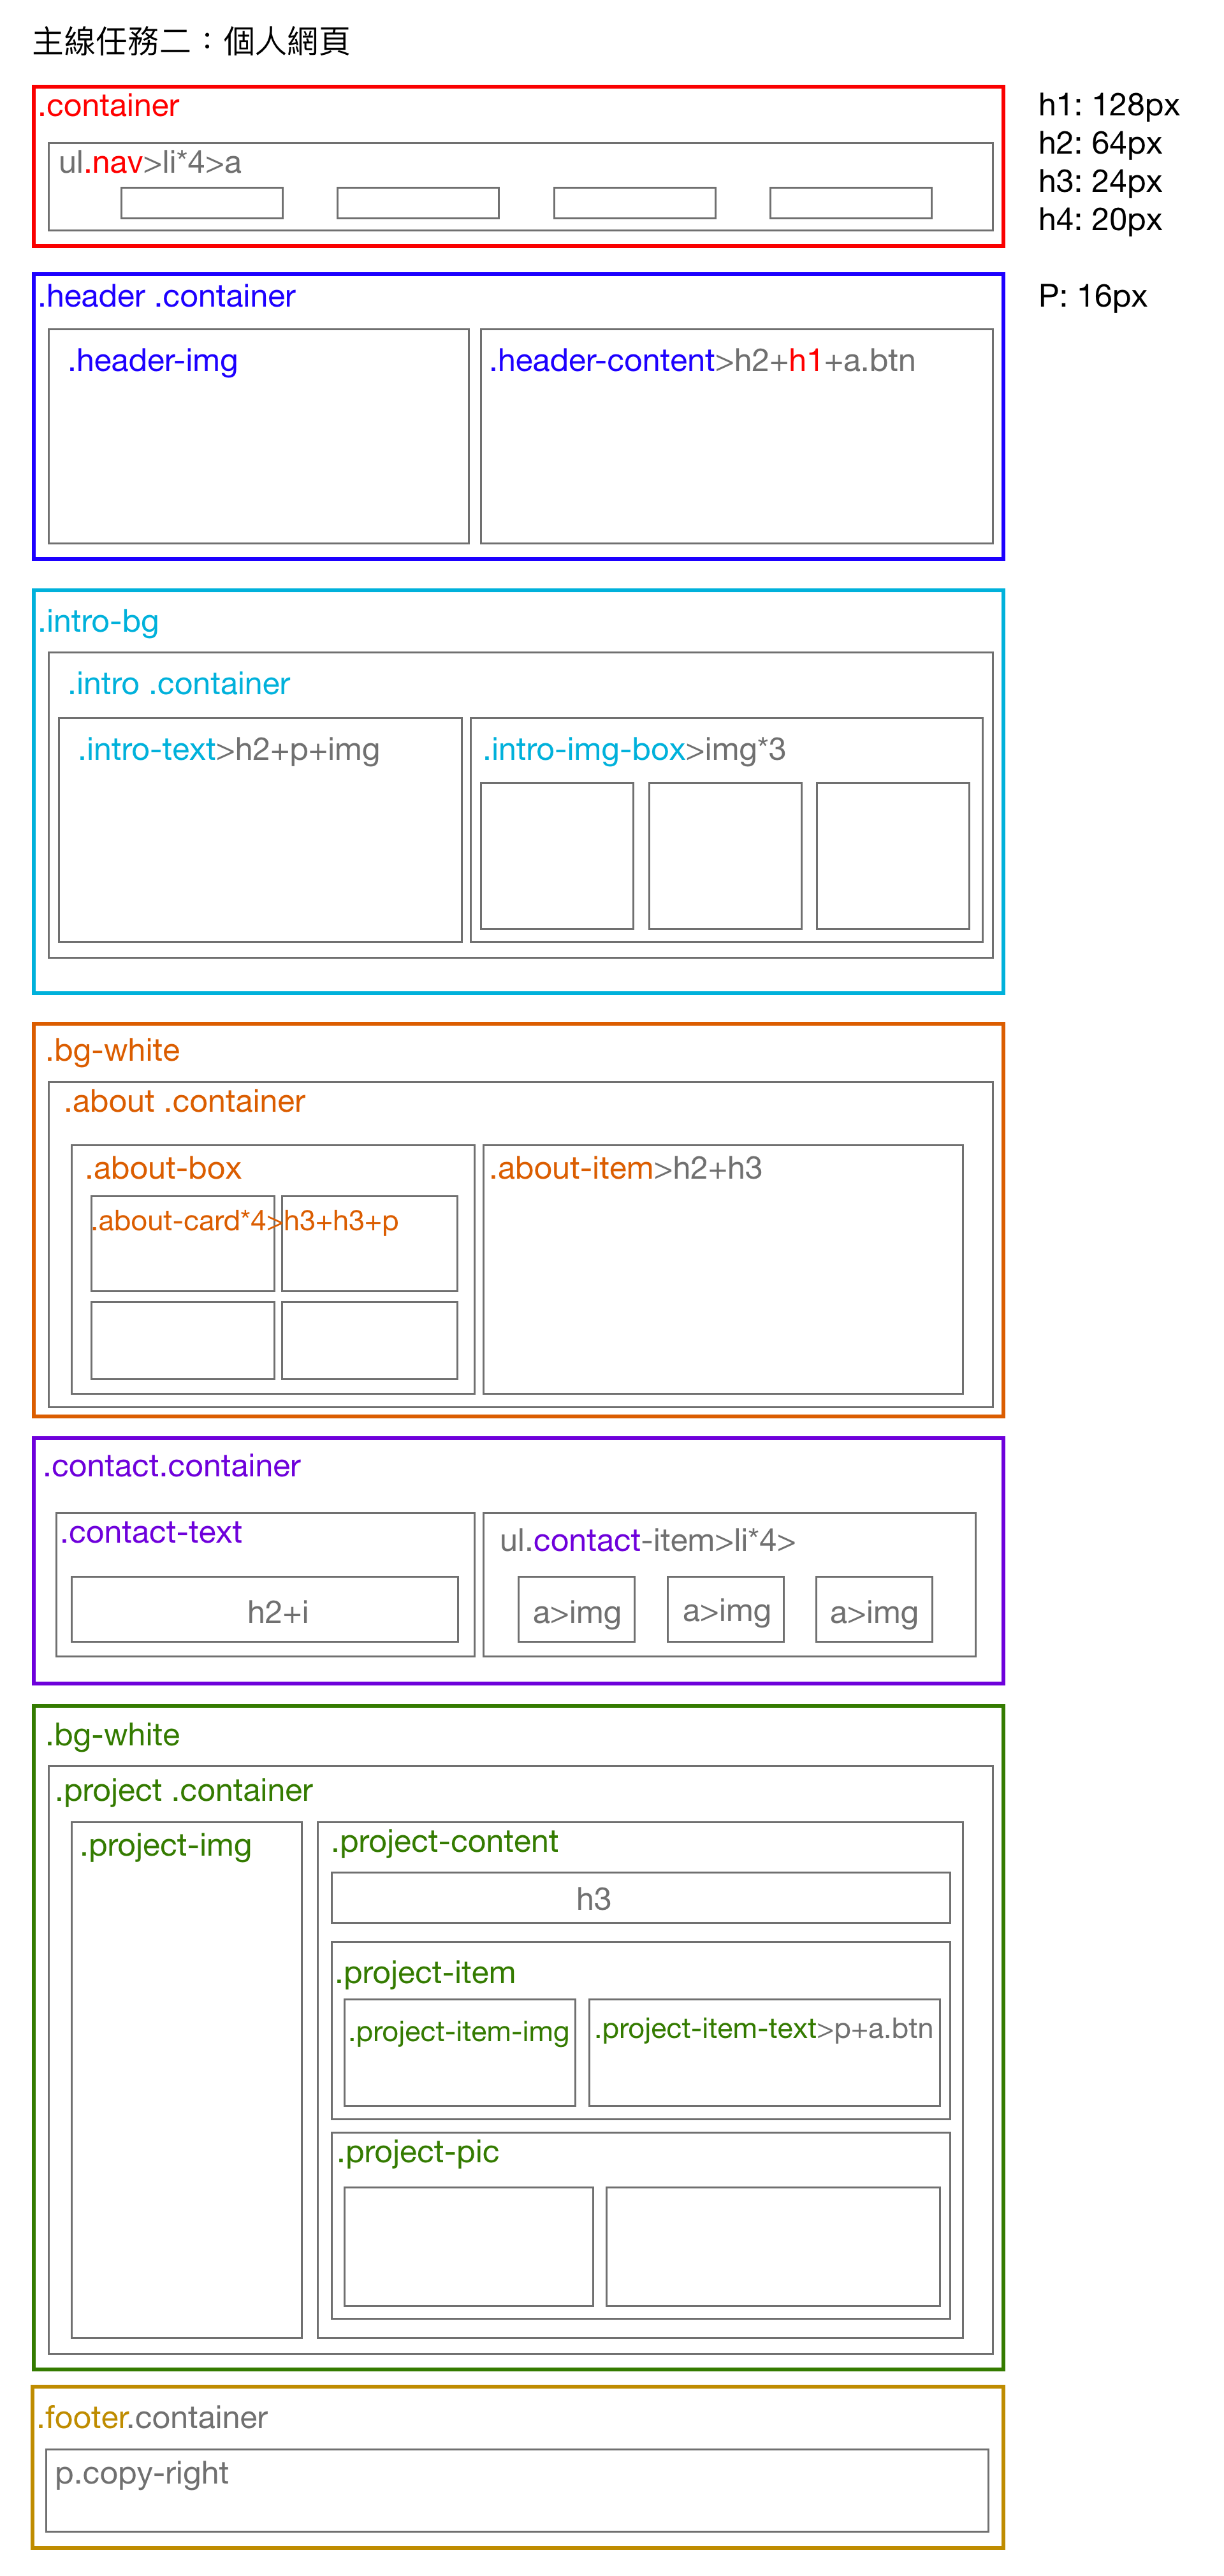 主線任務二：個人網頁
.container
ul.nav>li*4>a
h1: 128px
h2: 64px
h3: 24px
h4: 20px
P: 16px
.header .container
.header-img
.header-content>h2+h1+a.btn
.intro-bg
.intro .container
.intro-text>h2+p+img
.intro-img-box>img*3
.bg-white
.about .container
.about-box
.about-card*4>h3+h3+p
.about-item>h2+h3
.contact.container
.contact-text
h2+i
ul.contact-item>li*4>
a>img
a>img
a>img
.bg-white
.project .container
.project-img
.project-content
h3
.project-item
.project-item-img
.project-item-text>p+a.btn
.project-pic
.footer.container
p.copy-right